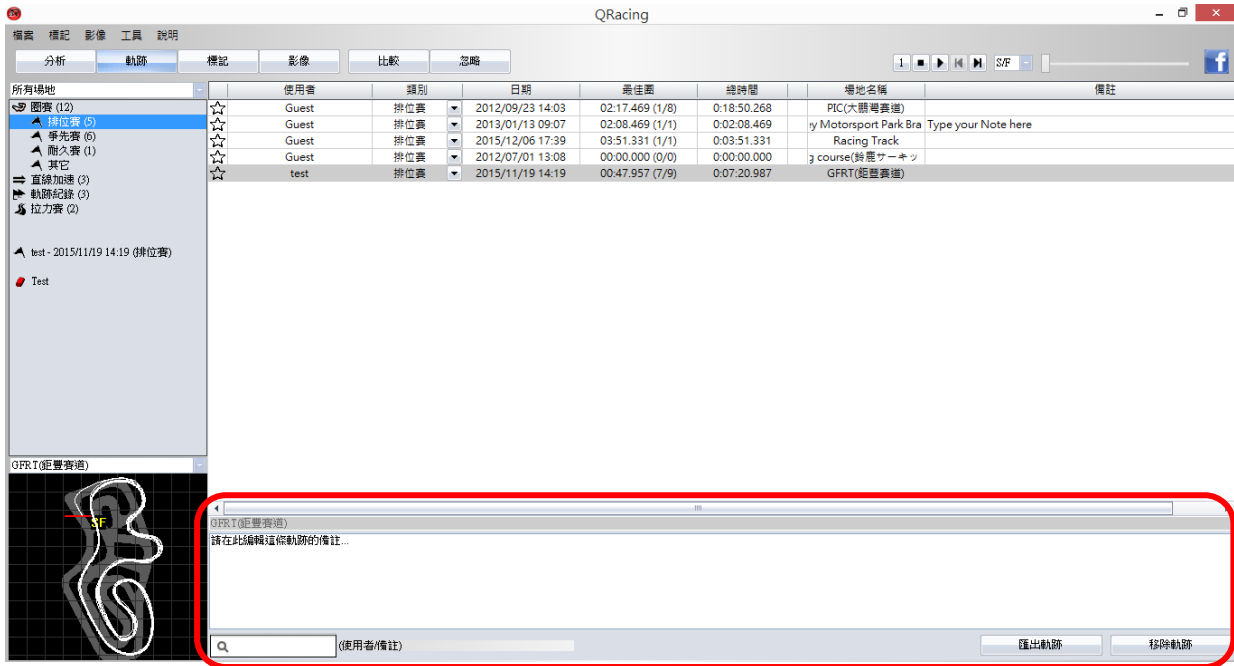 QRacing
檔案 標記 影像 工具 說明
分析 軌跡 標記 影像 比較 忽略 1 S/F f
所有場地 使用者 類別 日期 最佳圈 總時間 場地名稱 備註
圈賽 (12)
排位賽 (5)
爭先賽 (6)
耐久賽 (1)
其它
直線加速 (3)
軌跡紀錄 (3)
拉力賽 (2)
test - 2015/11/19 14:19 (排位賽)
Test
Guest 排位賽 2012/09/23 14:03 02:17.469 (1/8) 0:18:50.268 PIC(大鵬灣賽道)
Guest 排位賽 2013/01/13 09:07 02:08.469 (1/1) 0:02:08.469 y Motorsport Park Bra Type your Note here
Guest 排位賽 2015/12/06 17:39 03:51.331 (1/1) 0:03:51.331 Racing Track
Guest 排位賽 2012/07/01 13:08 00:00.000 (0/0) 0:00:00.000 g course(鈴鹿サーキッ
test 排位賽 2015/11/19 14:19 00:47.957 (7/9) 0:07:20.987 GFRT(鉅豐賽道)
GFRT(鉅豐賽道)
SF
GFRT(鉅豐賽道)
請在此編輯這條軌跡的備註...
(使用者/備註) 匯出軌跡 移除軌跡